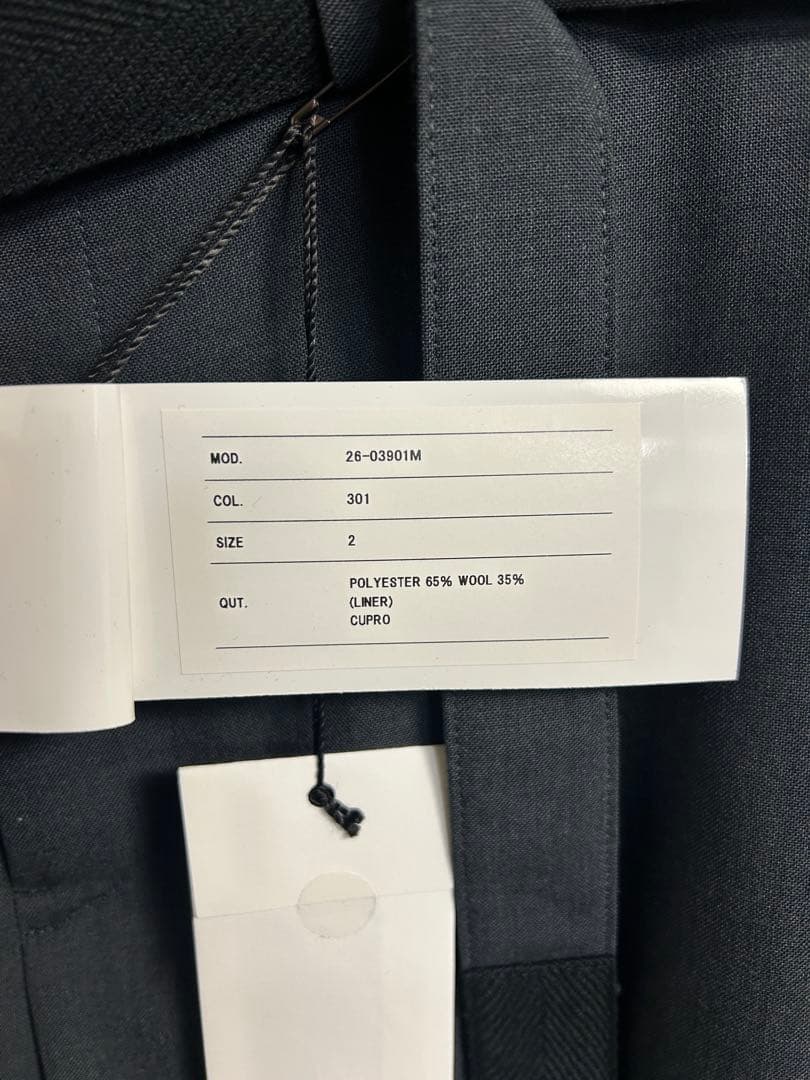 MOD. 26-03901M
COL. 301
SIZE 2
QUT. POLYESTER 65% WOOL 35%
(LINER)
CUPRO